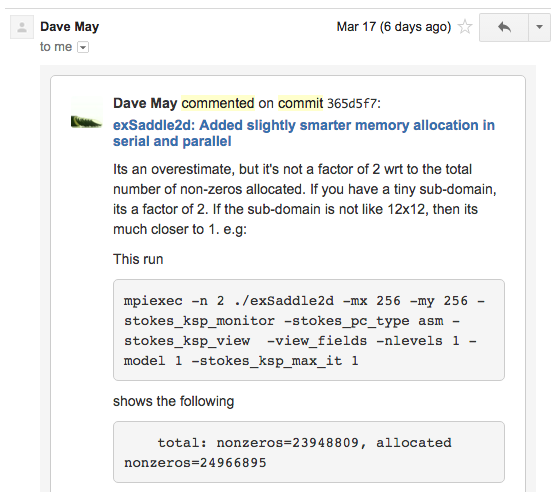 Dave May
Mar 17 (6 days ago)
to me
Dave May commented on commit 365d5f7:
exSaddle2d: Added slightly smarter memory allocation in
serial and parallel
Its an overestimate, but it's not a factor of 2 wrt to the total
number of non-zeros allocated. If you have a tiny sub-domain,
its a factor of 2. If the sub-domain is not like 12x12, then its
much closer to 1. e.g:
This run
mpiexec -n 2 ./exSaddle2d -mx 256 -my 256 -
stokes_ksp_monitor -stokes_pc_type asm -
stokes_ksp_view  -view_fields -nlevels 1 -
model 1 -stokes_ksp_max_it 1
shows the following
total: nonzeros=23948809, allocated
nonzeros=24966895